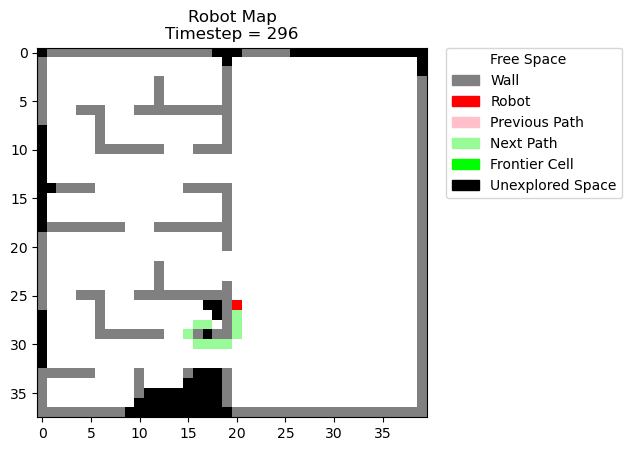 Robot Map
Timestep = 296
Free Space
Wall
Robot
Previous Path
Next Path
Frontier Cell
Unexplored Space
0
5
10
15
20
25
30
35
0
5
10
15
20
25
30
35